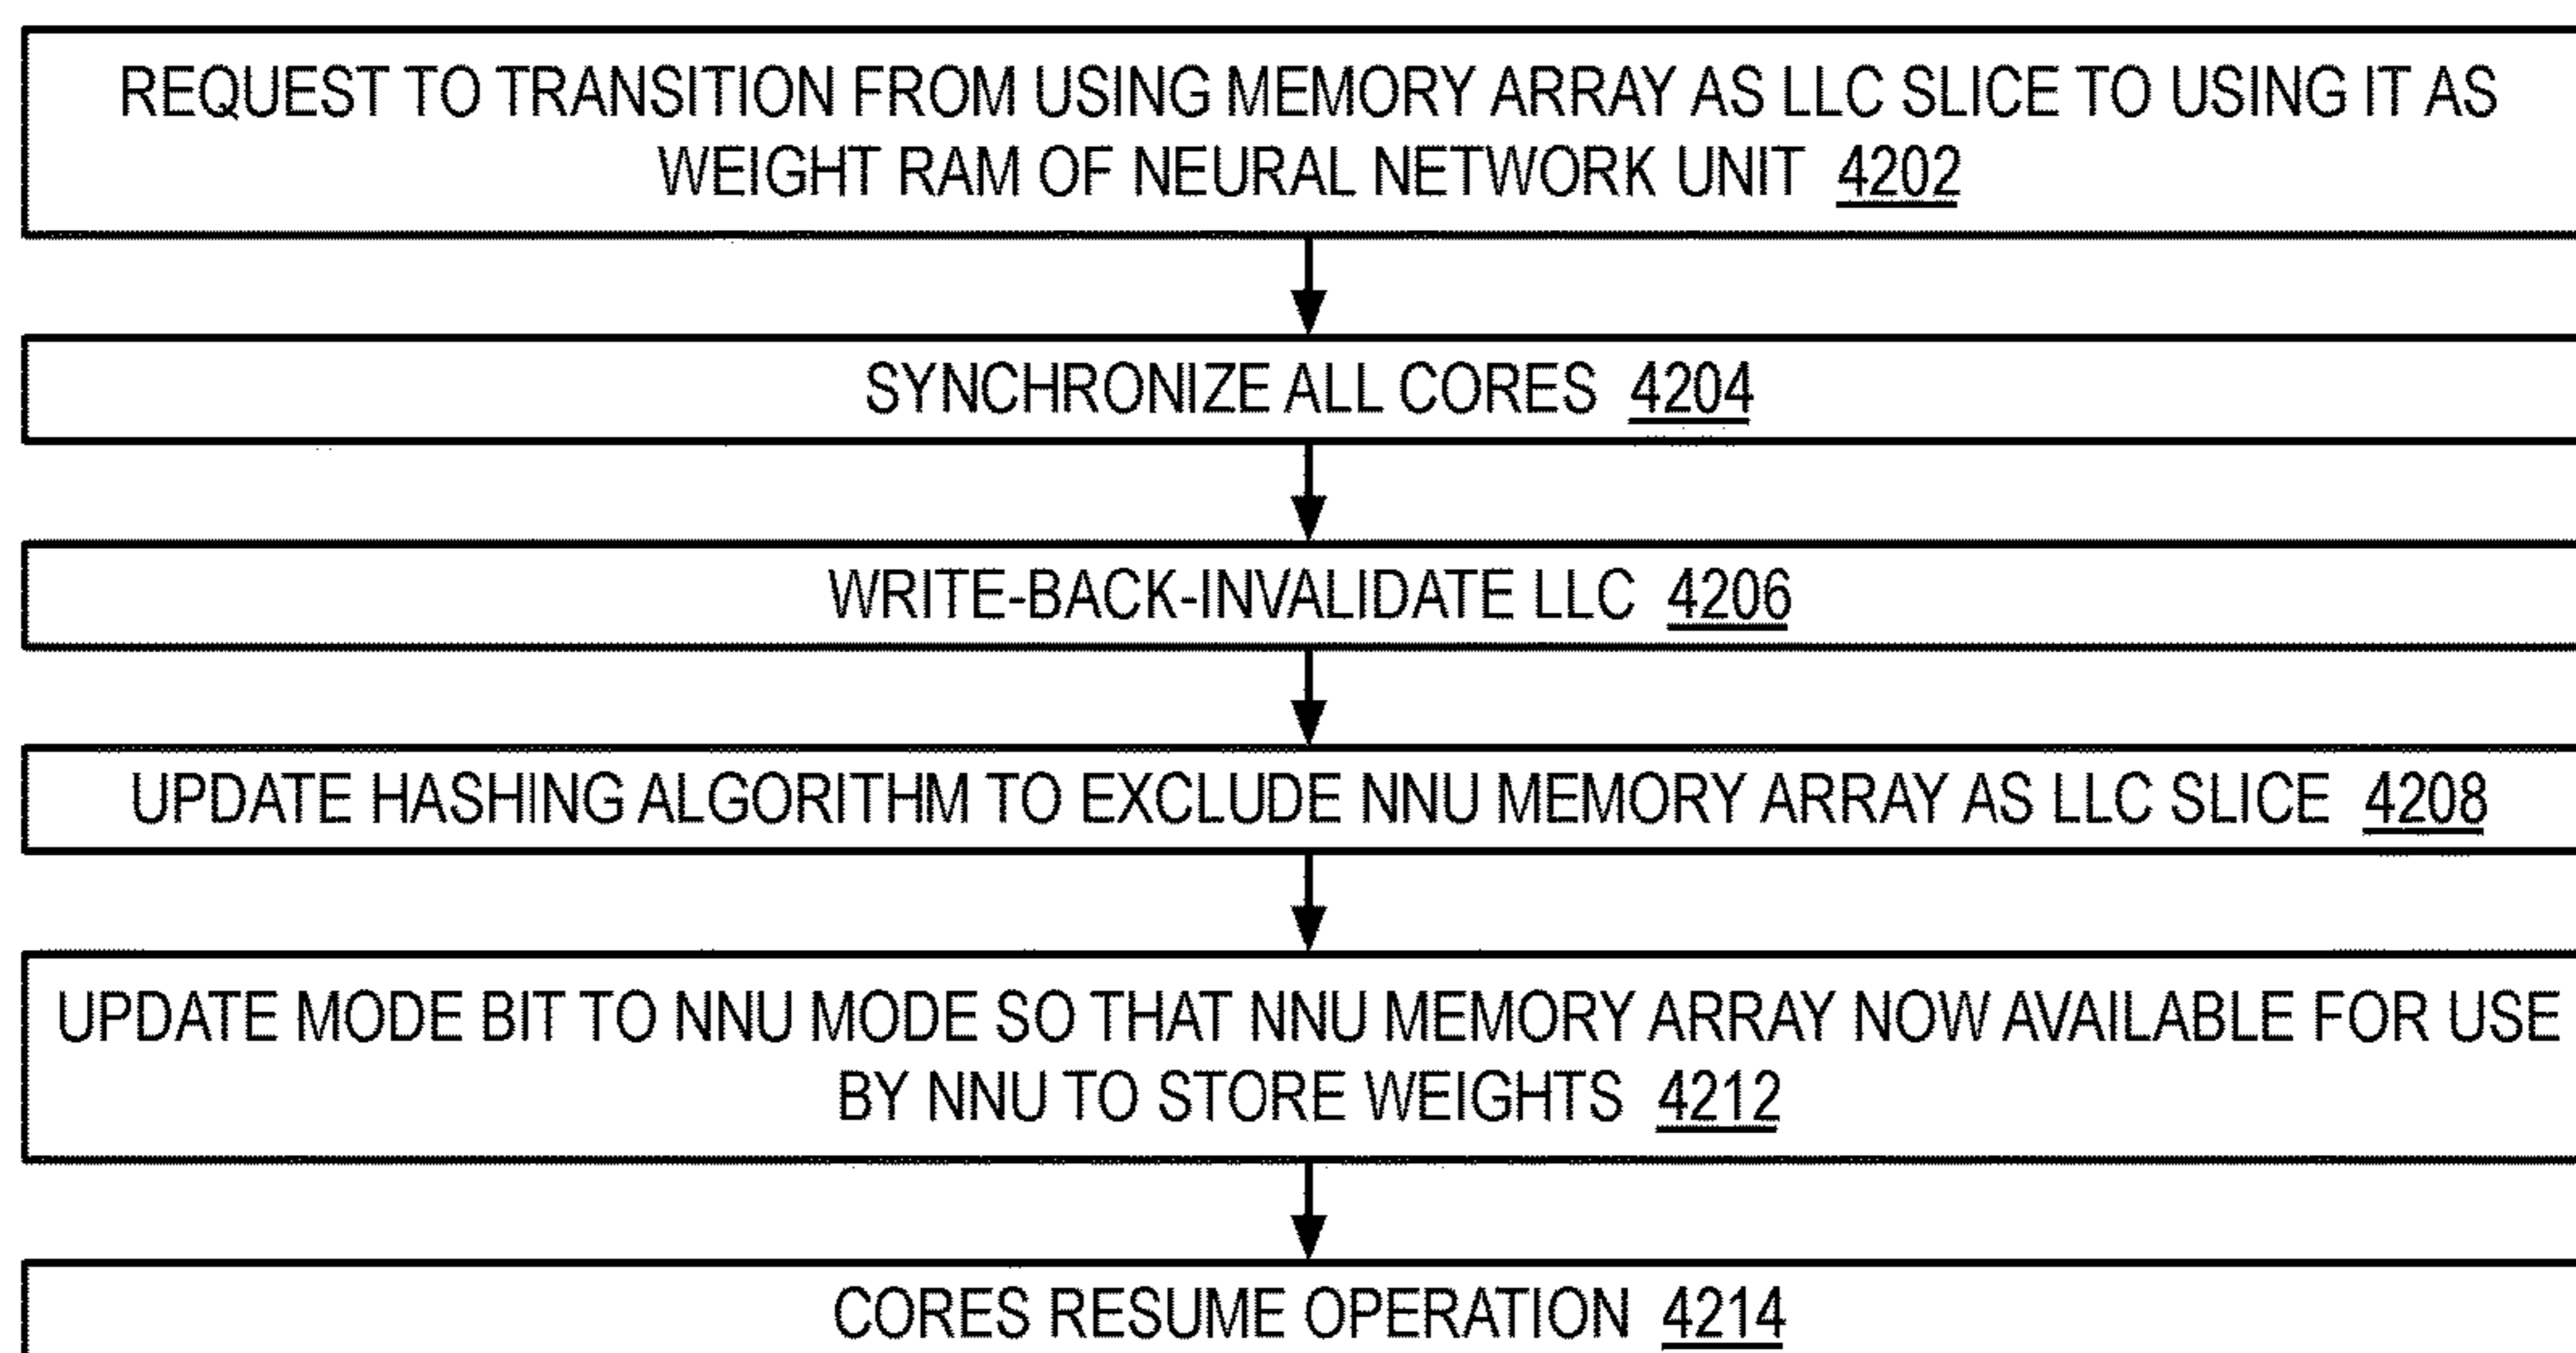 REQUEST TO TRANSITION FROM USING MEMORY ARRAY AS LLC SLICE TO USING IT AS
WEIGHT RAM OF NEURAL NETWORK UNIT 4202
SYNCHRONIZE ALL CORES 4204
WRITE-BACK-INVALIDATE LLC 4206
UPDATE HASHING ALGORITHM TO EXCLUDE NNU MEMORY ARRAY AS LLC SLICE 4208
UPDATE MODE BIT TO NNU MODE SO THAT NNU MEMORY ARRAY NOW AVAILABLE FOR USE
BY NNU TO STORE WEIGHTS 4212
CORES RESUME OPERATION 4214